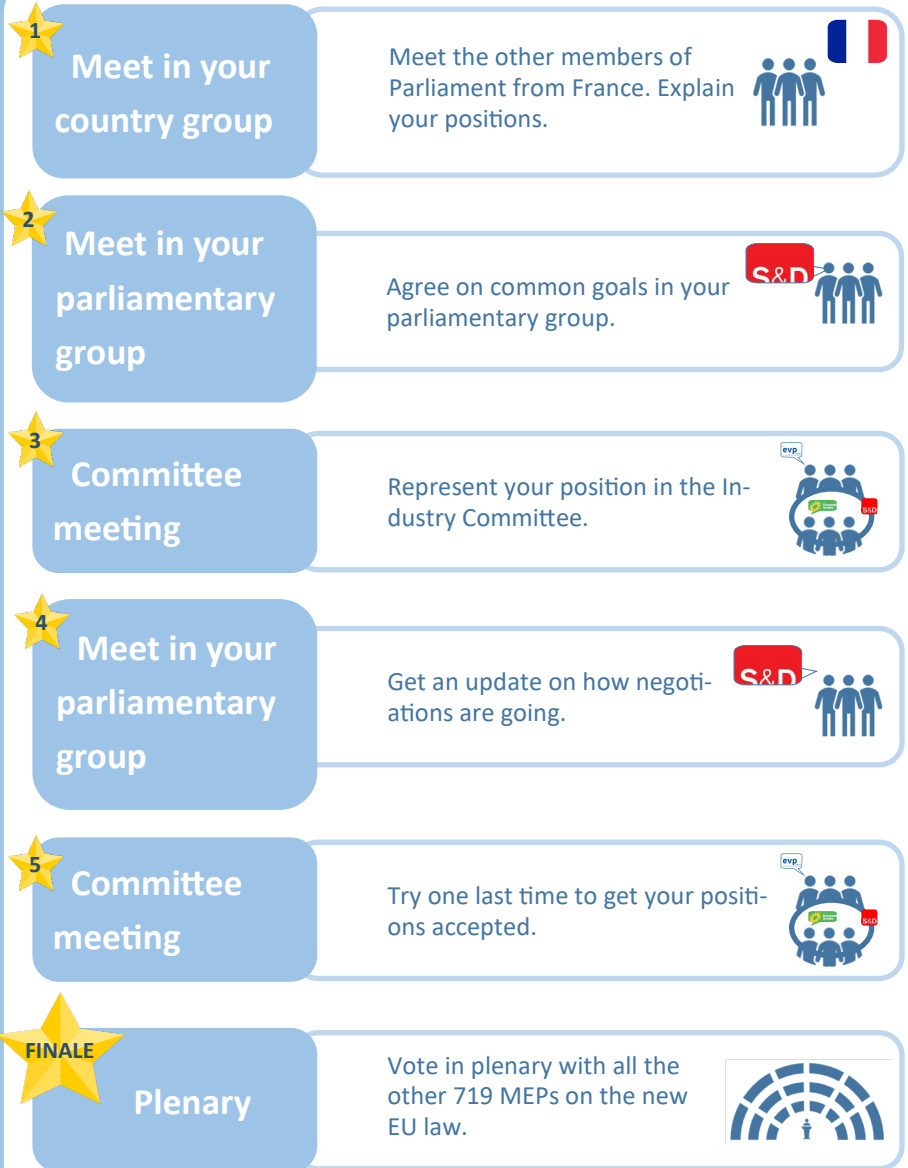 1
Meet in your
country group
Meet the other members of
Parliament from France. Explain
your positions.
2
Meet in your
parliamentary
group
Agree on common goals in your
parliamentary group.
S&D
3
Committee
meeting
Represent your position in the In-
dustry Committee.
evp
S&D
4
Meet in your
parliamentary
group
Get an update on how negoti-
ations are going.
S&D
5
Committee
meeting
Try one last time to get your positi-
ons accepted.
evp
S&D
FINALE
Plenary
Vote in plenary with all the
other 719 MEPs on the new
EU law.